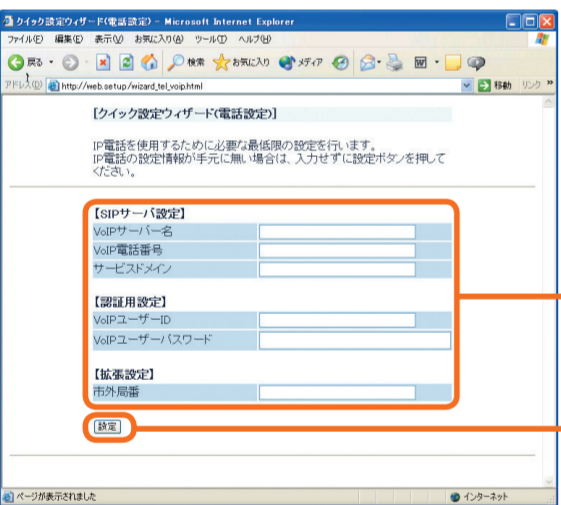 クイック設定ウィザード(電話設定) - Microsoft Internet Explorer
ファイル(F) 編集(E) 表示(V) お気に入り(A) ツール(T) ヘルプ(H)
戻る 検索 お気に入り メディア
アドレス(D) http://web.setup/wizard_tel_voip.html 移動 リンク »
[クイック設定ウィザード(電話設定)]
IP電話を使用するために必要な最低限の設定を行います。
IP電話の設定情報が手元に無い場合は、入力せずに設定ボタンを押して
ください。
【SIPサーバ設定】
VoIPサーバー名
VoIP電話番号
サービスドメイン
【認証用設定】
VoIPユーザーID
VoIPユーザーパスワード
【拡張設定】
市外局番
設定
ページが表示されました インターネット